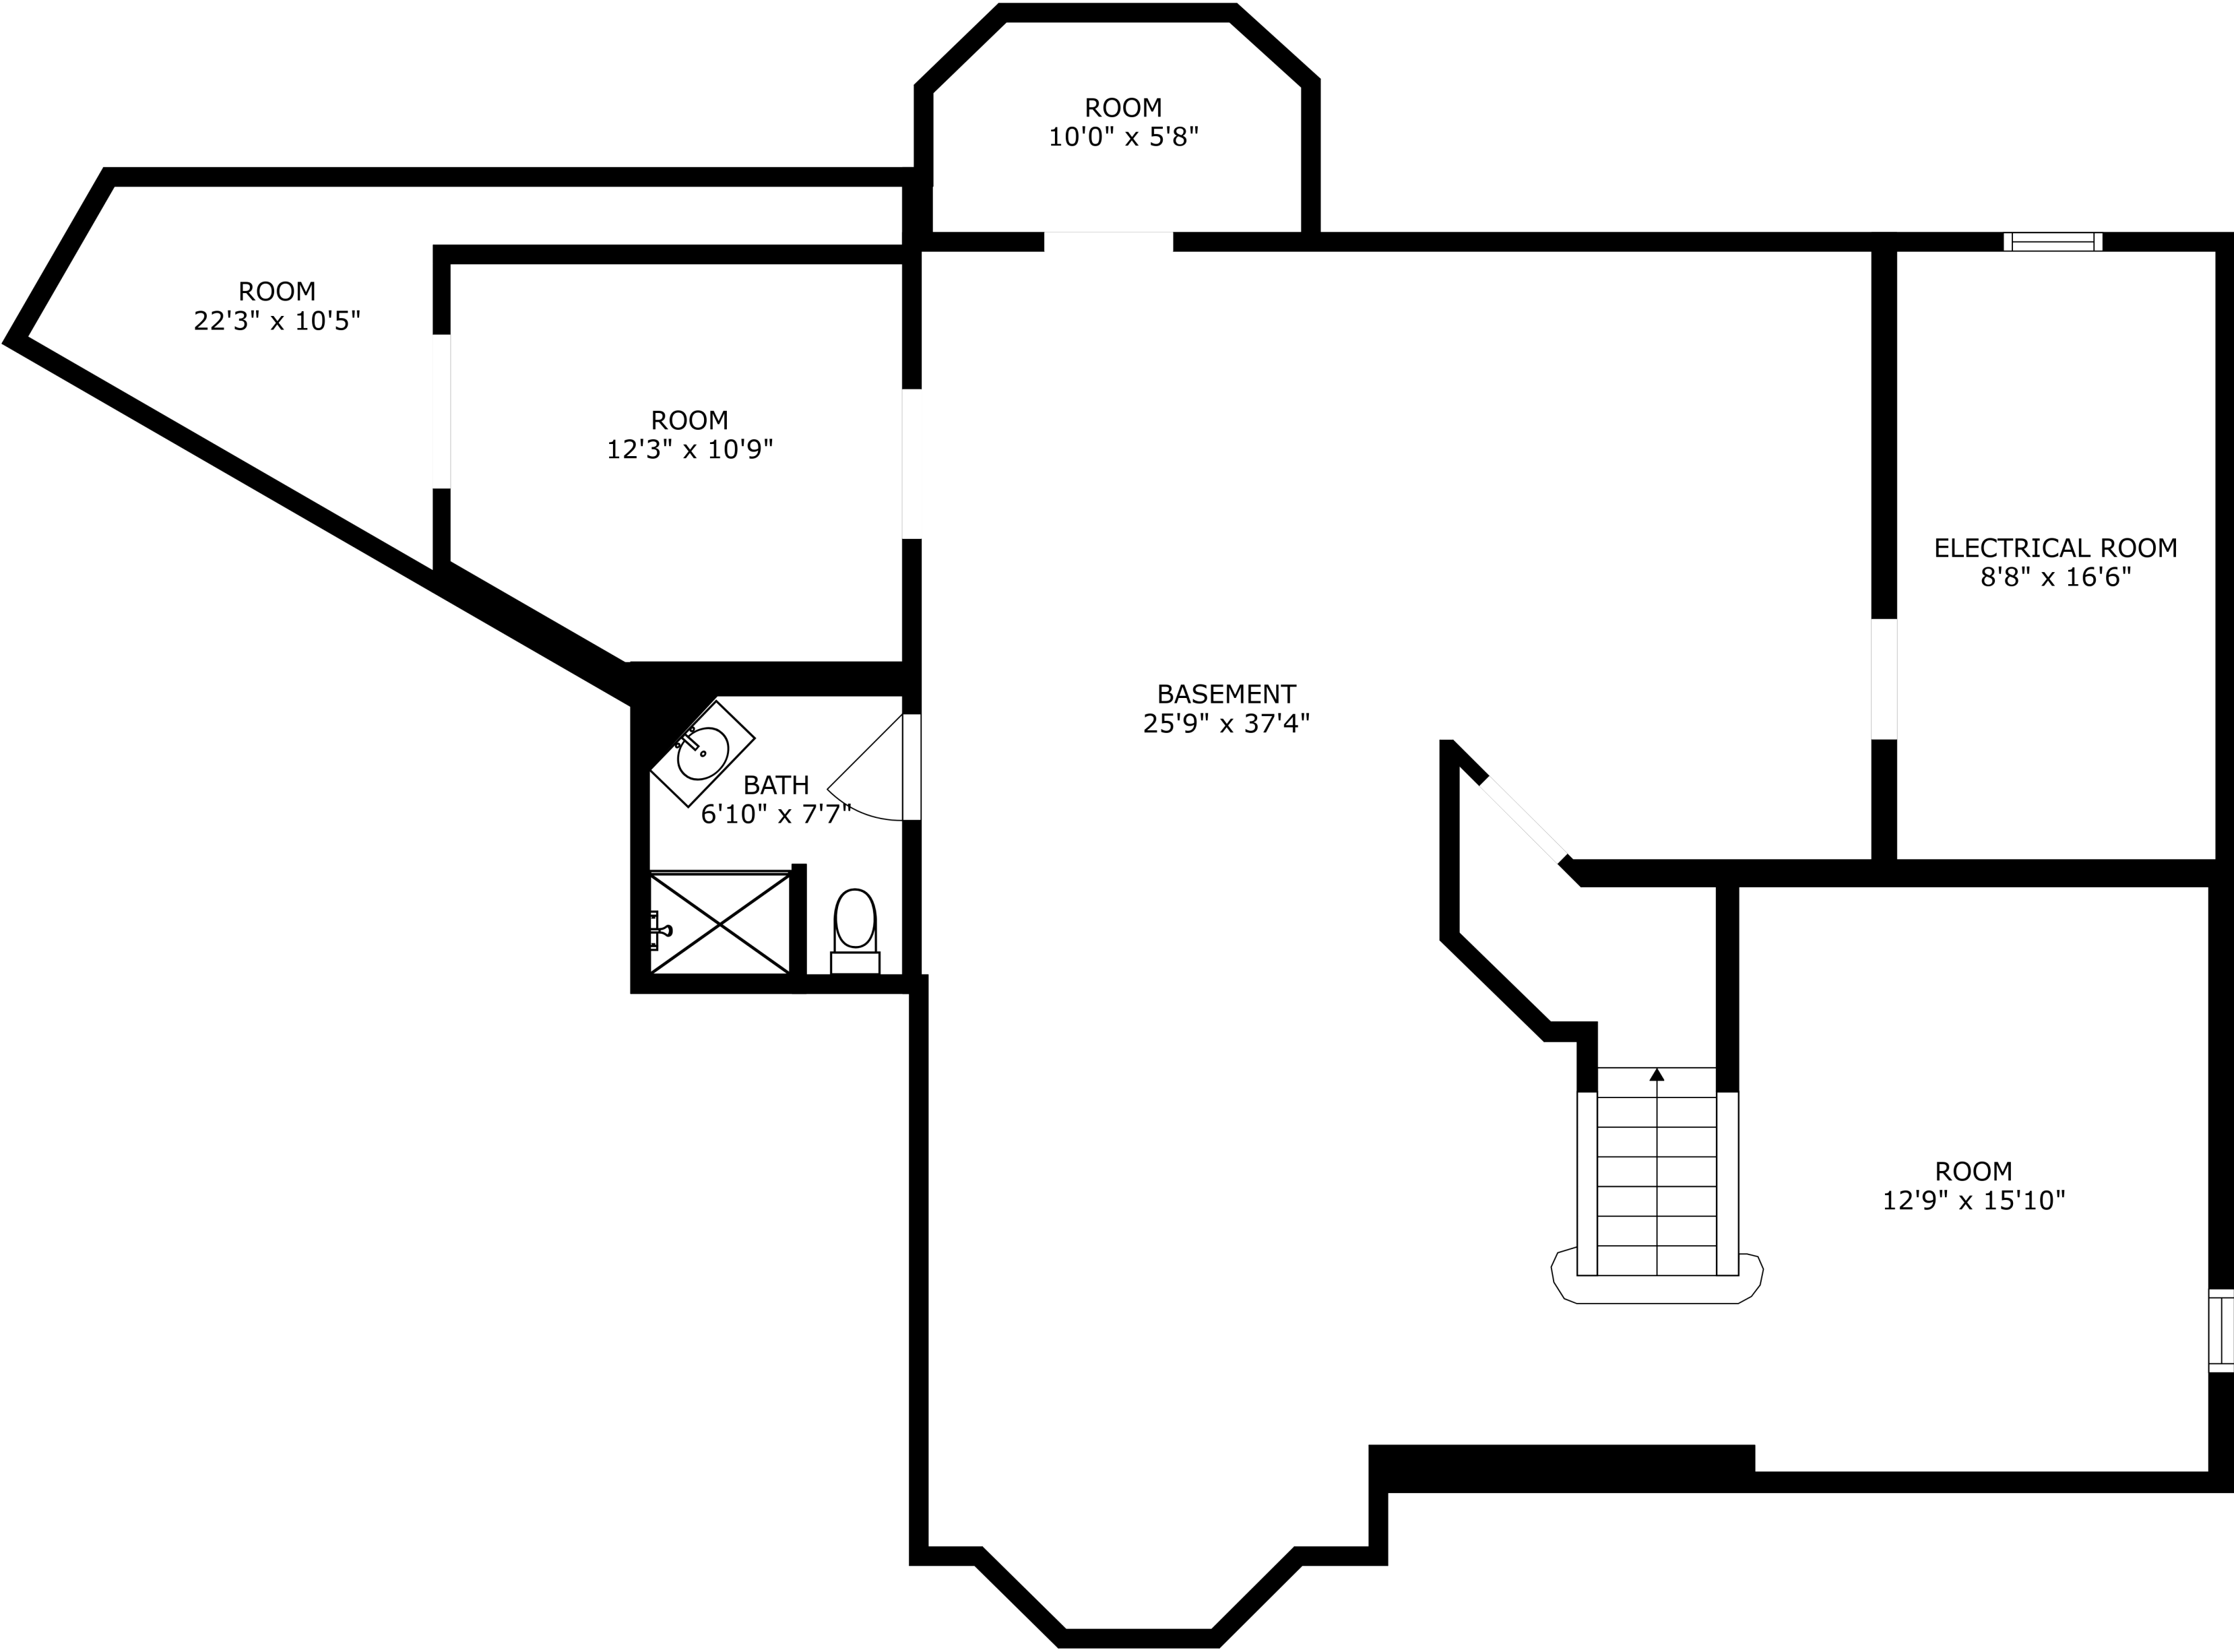 ROOM
10'0" x 5'8"
ROOM
22'3" x 10'5"
ROOM
12'3" x 10'9"
ELECTRICAL ROOM
8'8" x 16'6"
BASEMENT
25'9" x 37'4"
BATH
6'10" x 7'7"
ROOM
12'9" x 15'10"